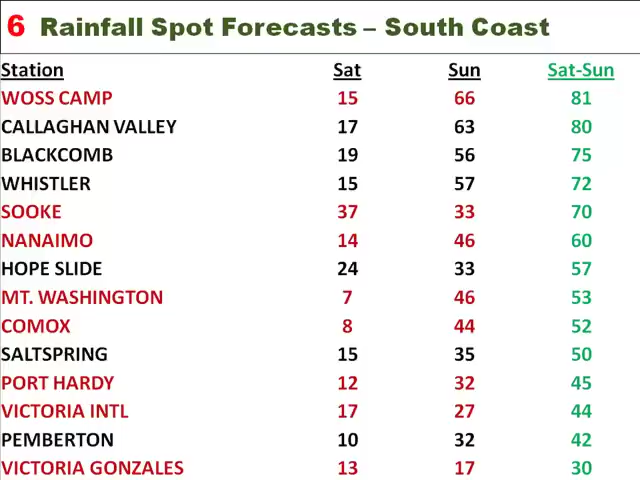 6 Rainfall Spot Forecasts – South Coast
Station Sat Sun Sat-Sun
WOSS CAMP 15 66 81
CALLAGHAN VALLEY 17 63 80
BLACKCOMB 19 56 75
WHISTLER 15 57 72
SOOKE 37 33 70
NANAIMO 14 46 60
HOPE SLIDE 24 33 57
MT. WASHINGTON 7 46 53
COMOX 8 44 52
SALTSPRING 15 35 50
PORT HARDY 12 32 45
VICTORIA INTL 17 27 44
PEMBERTON 10 32 42
VICTORIA GONZALES 13 17 30